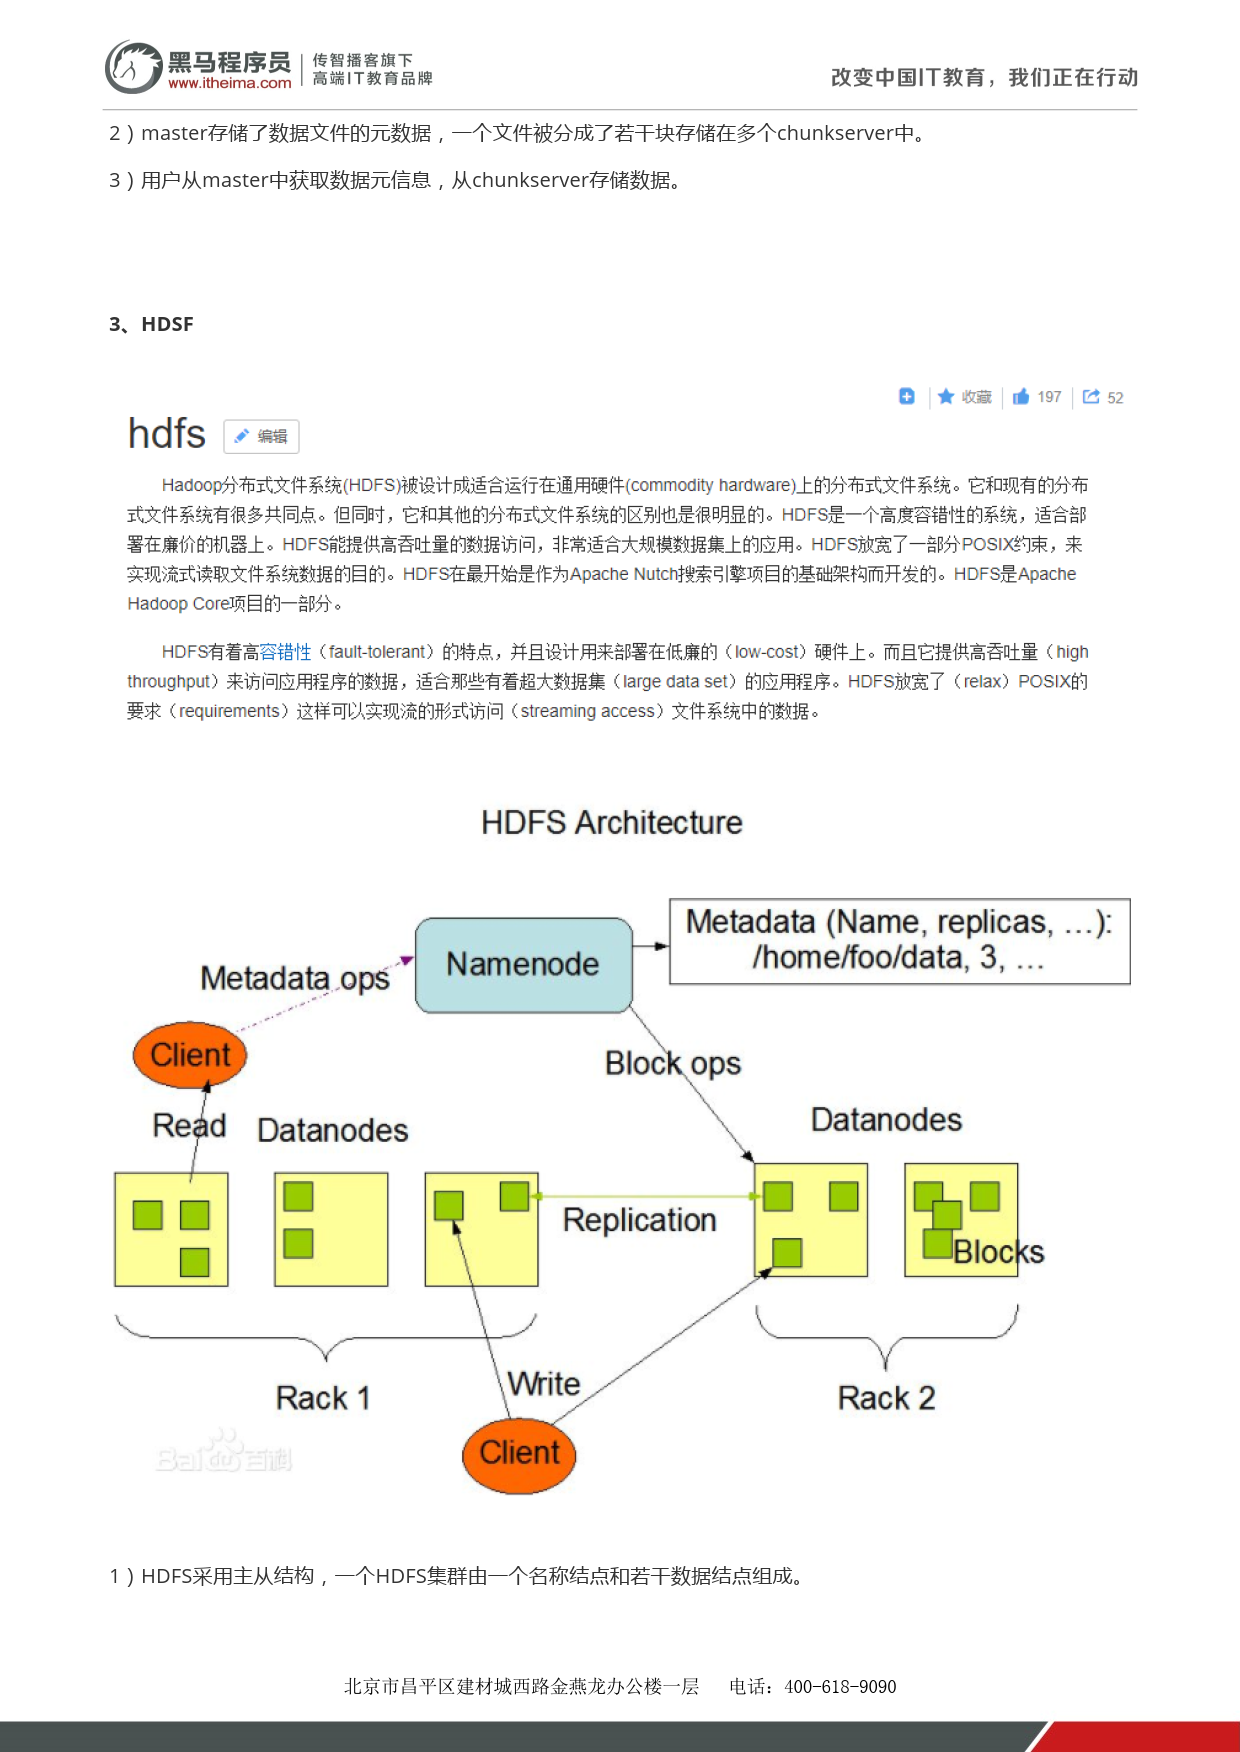 黑马程序员
www.itheima.com
传智播客旗下
高端IT教育品牌
改变中国IT教育，我们正在行动
2）master存储了数据文件的元数据，一个文件被分成了若干块存储在多个chunkserver中。
3）用户从master中获取数据元信息，从chunkserver存储数据。
3、HDSF
收藏 197 52
hdfs 编辑
Hadoop分布式文件系统(HDFS)被设计成适合运行在通用硬件(commodity hardware)上的分布式文件系统。它和现有的分布
式文件系统有很多共同点。但同时，它和其他的分布式文件系统的区别也是很明显的。HDFS是一个高度容错性的系统，适合部
署在廉价的机器上。HDFS能提供高吞吐量的数据访问，非常适合大规模数据集上的应用。HDFS放宽了一部分POSIX约束，来
实现流式读取文件系统数据的目的。HDFS在最开始是作为Apache Nutch搜索引擎项目的基础架构而开发的。HDFS是Apache
Hadoop Core项目的一部分。
HDFS有着高容错性（fault-tolerant）的特点，并且设计用来部署在低廉的（low-cost）硬件上。而且它提供高吞吐量（high
throughput）来访问应用程序的数据，适合那些有着超大数据集（large data set）的应用程序。HDFS放宽了（relax）POSIX的
要求（requirements）这样可以实现流的形式访问（streaming access）文件系统中的数据。
HDFS Architecture
Metadata (Name, replicas, ...):
/home/foo/data, 3, ...
Namenode
Metadata ops
Client
Block ops
Read
Datanodes
Datanodes
Replication
Blocks
Write
Rack 1
Rack 2
Client
Baidu百科
1）HDFS采用主从结构，一个HDFS集群由一个名称结点和若干数据结点组成。
北京市昌平区建材城西路金燕龙办公楼一层 电话：400-618-9090